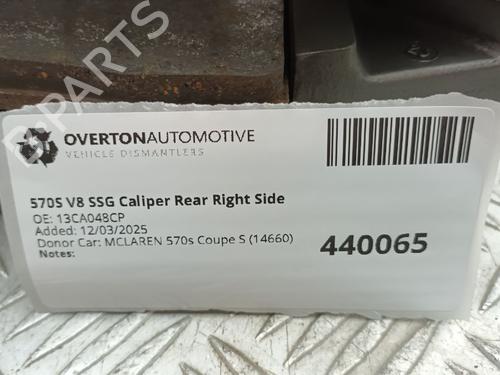 OVERTONAUTOMOTIVE
VEHICLE DISMANTLERS
570S V8 SSG Caliper Rear Right Side
OE: 13CA048CP
Added: 12/03/2025
Donor Car: MCLAREN 570s Coupe S (14660)
Notes:
440065
B-PARTS